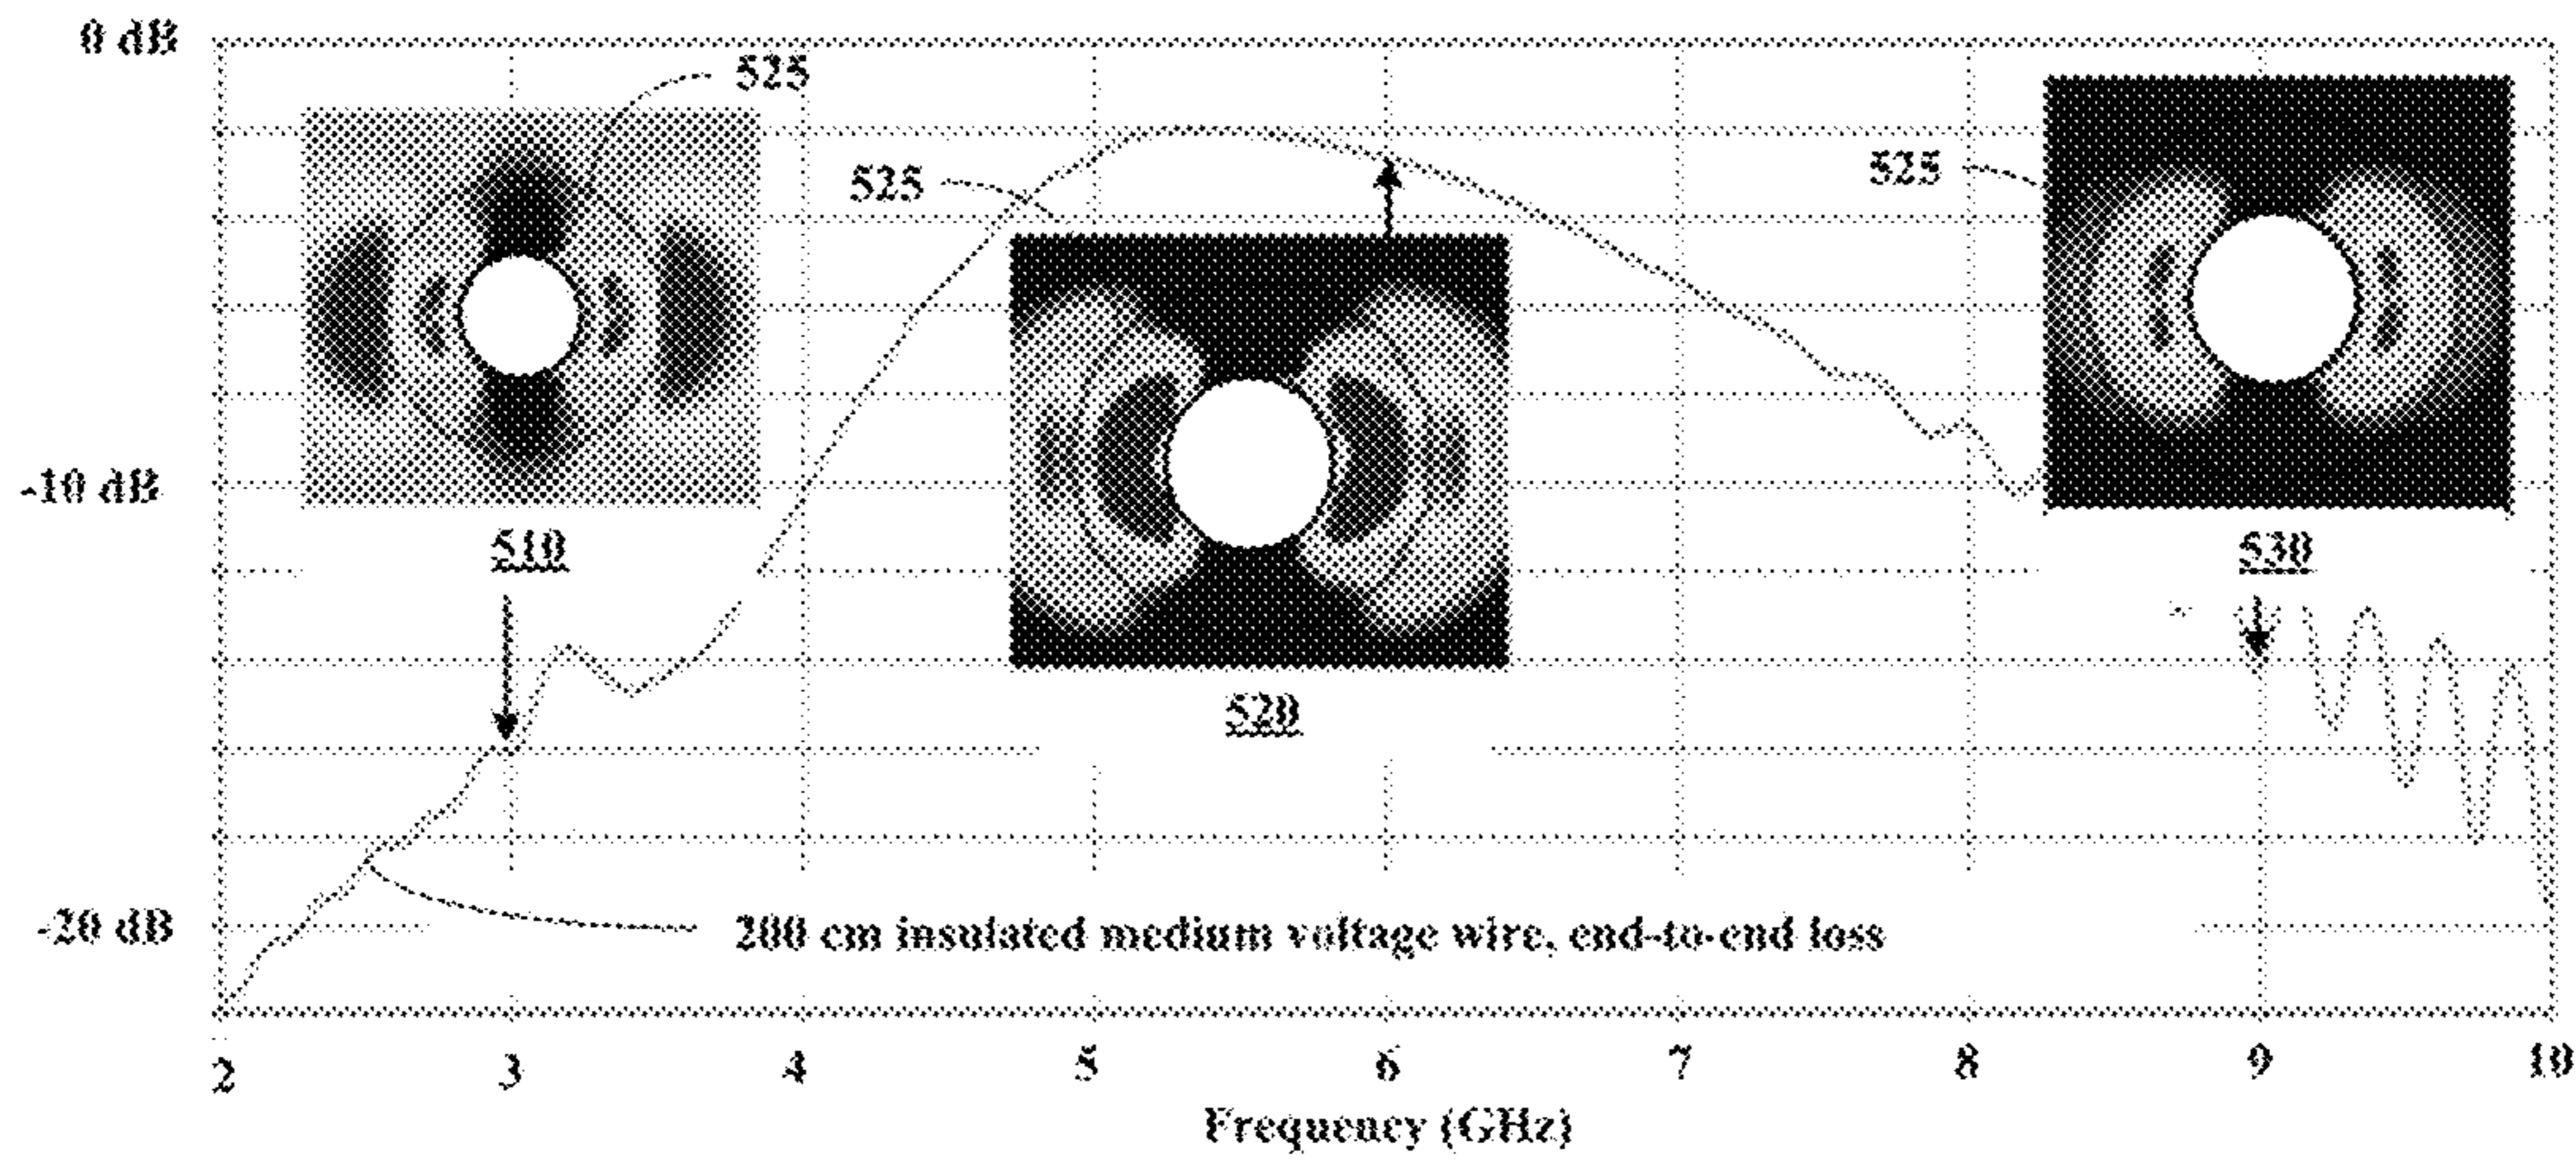 0 dB
525
525
525
-10 dB
510
530
520
-20 dB
200 cm insulated medium voltage wire, end-to-end loss
2 3 4 5 6 7 8 9 10
Frequency (GHz)